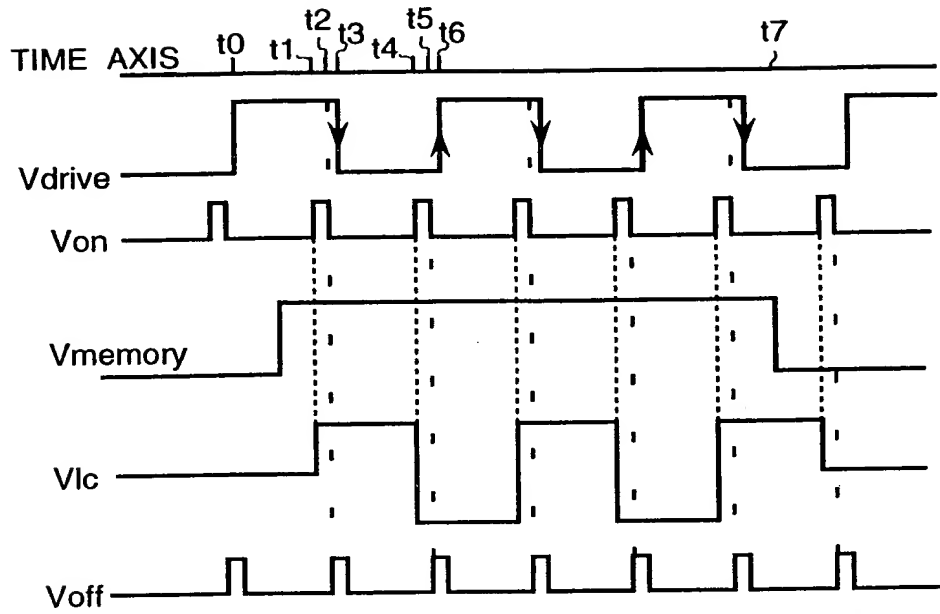 t0 t1 t2 t3 t4 t5 t6 t7
TIME AXIS
Vdrive
Von
Vmemory
Vlc
Voff